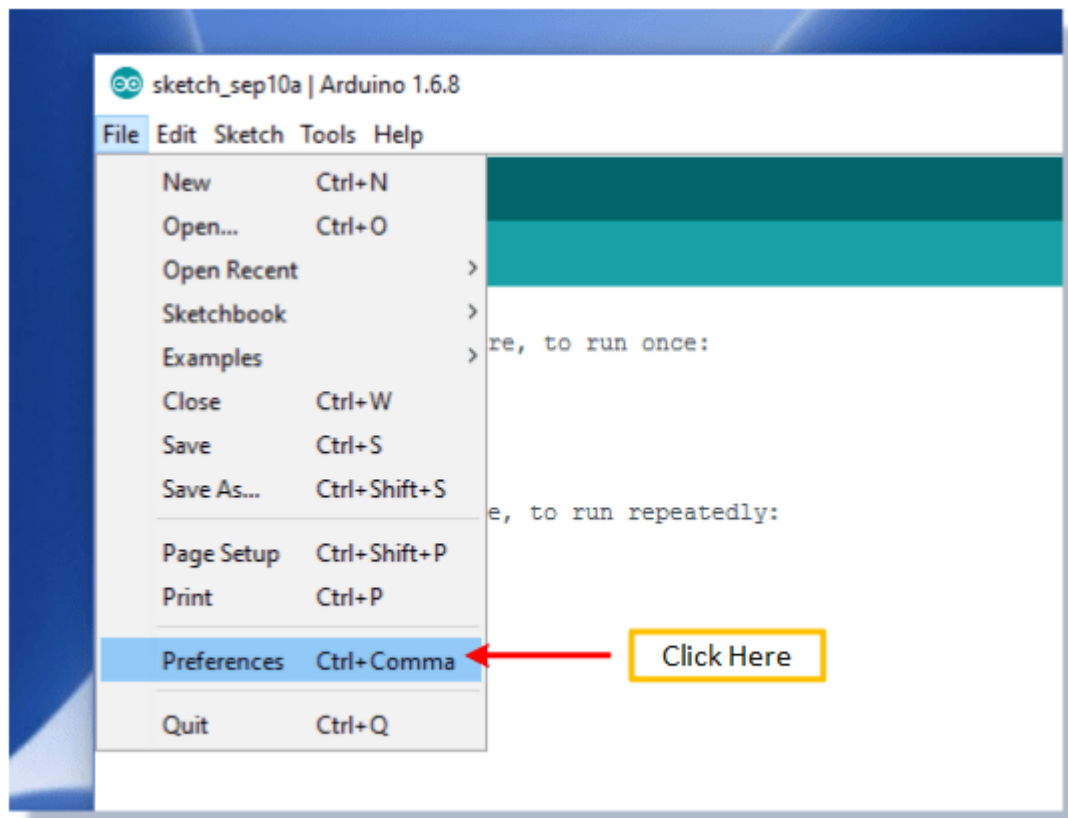 sketch_sep10a | Arduino 1.6.8
File Edit Sketch Tools Help
New Ctrl+N
Open... Ctrl+O
Open Recent >
Sketchbook >
Examples >
re, to run once:
Close Ctrl+W
Save Ctrl+S
Save As... Ctrl+Shift+S
e, to run repeatedly:
Page Setup Ctrl+Shift+P
Print Ctrl+P
Preferences Ctrl+Comma
Click Here
Quit Ctrl+Q